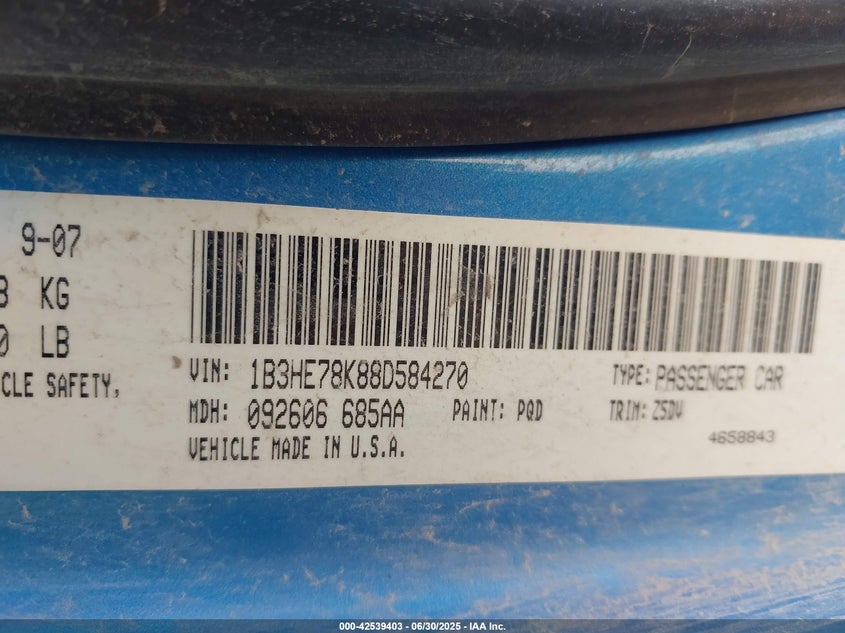 9-07
KG
LB
CLE SAFETY,
VIN: 1B3HE78K88D584270 TYPE: PASSENGER CAR
MDH: 092606 685AA PAINT: PQD TRIM: Z5DV
VEHICLE MADE IN U.S.A. 4658843
000-42539403 — 06/30/2025 — IAA Inc.